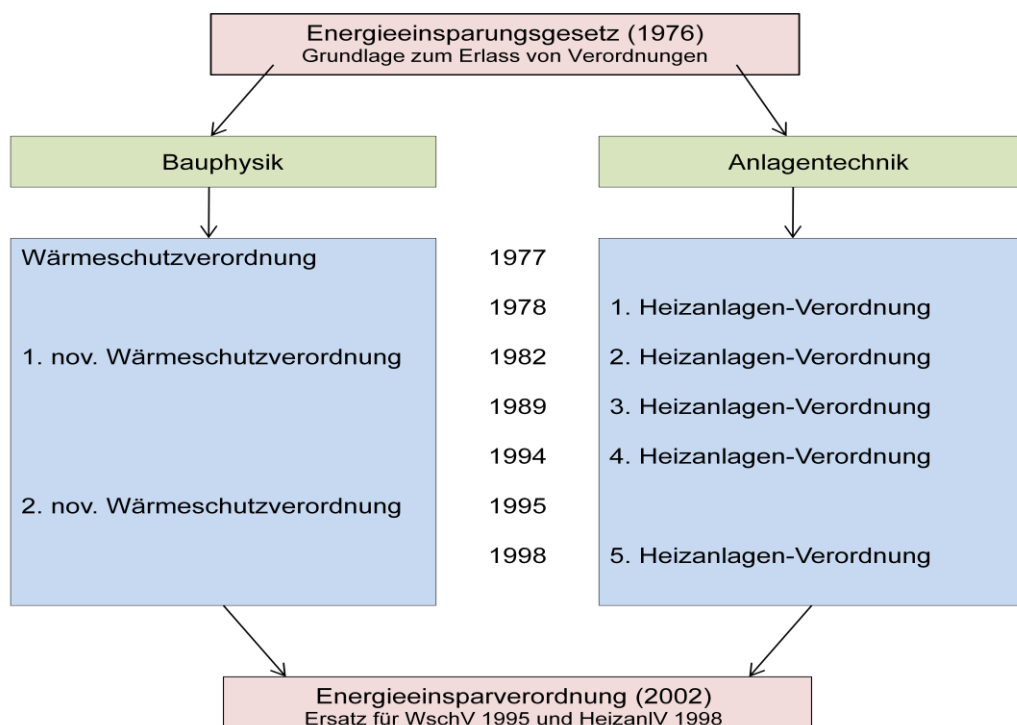 Energieeinsparungsgesetz (1976)
Grundlage zum Erlass von Verordnungen
Bauphysik
Anlagentechnik
Wärmeschutzverordnung 1977
1978 1. Heizanlagen-Verordnung
1. nov. Wärmeschutzverordnung 1982 2. Heizanlagen-Verordnung
1989 3. Heizanlagen-Verordnung
1994 4. Heizanlagen-Verordnung
2. nov. Wärmeschutzverordnung 1995
1998 5. Heizanlagen-Verordnung
Energieeinsparverordnung (2002)
Ersatz für WschV 1995 und HeizanlV 1998